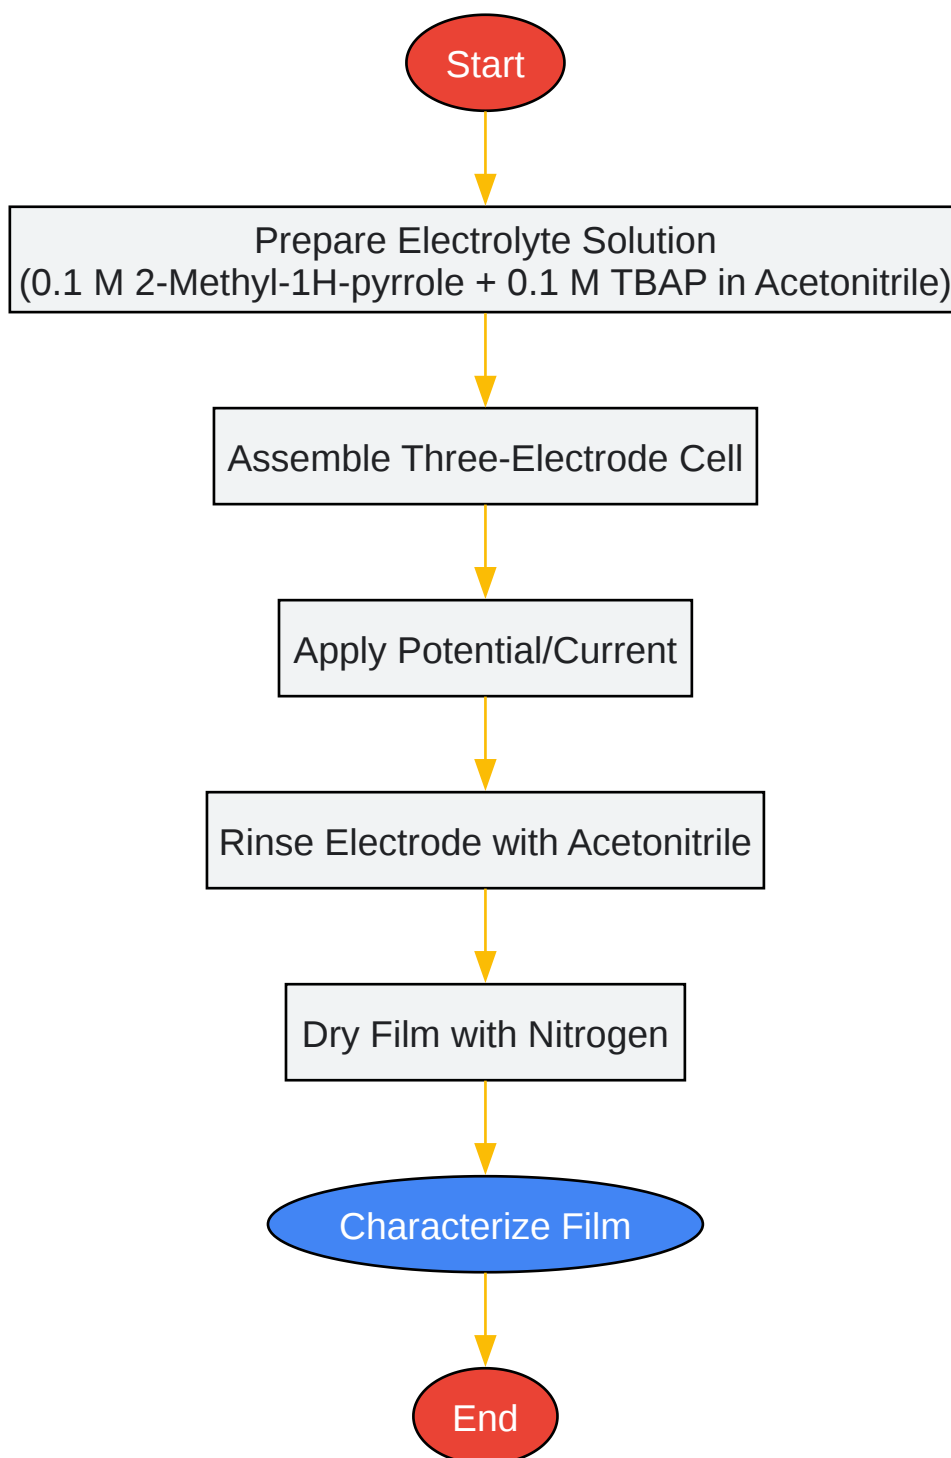 Start
Prepare Electrolyte Solution
(0.1 M 2-Methyl-1H-pyrrole + 0.1 M TBAP in Acetonitrile)
Assemble Three-Electrode Cell
Apply Potential/Current
Rinse Electrode with Acetonitrile
Dry Film with Nitrogen
Characterize Film
End